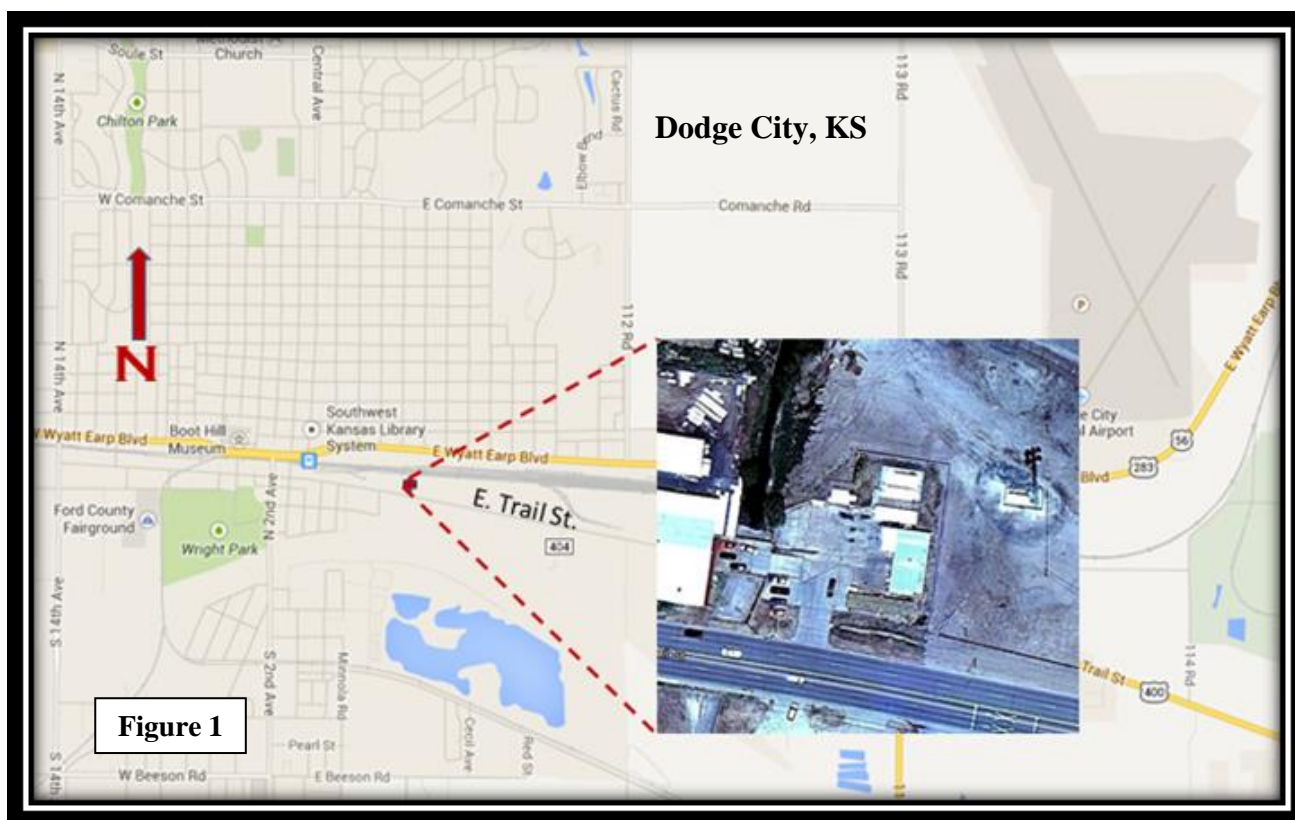 Soule St
Methodist
Church
Central Ave
N 14th Ave
Chilton Park
Cactus Rd
113 Rd
Dodge City, KS
Elbow Bend
W Comanche St
E Comanche St
Comanche Rd
113 Rd
N
112 Rd
N 14th Ave
P
E Wyatt Earp
W Wyatt Earp Blvd
Boot Hill
Museum
Southwest
Kansas Library
System
E Wyatt Earp Blvd
56
283
Blvd
Airport
Ford County
Fairground
Wright Park
N 2nd Ave
E. Trail St.
404
S 14th Ave
S 2nd Ave
Minnola Rd
Trail St
400
114 Rd
Figure 1
Pearl St
Cecil Ave
Red St
S 14th
W Beeson Rd
E Beeson Rd